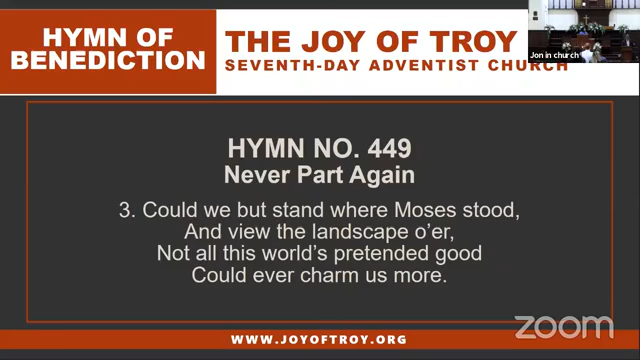 HYMN OF
BENEDICTION
THE JOY OF TROY
SEVENTH-DAY ADVENTIST CHURCH
Jon in church
HYMN NO. 449
Never Part Again
3. Could we but stand where Moses stood,
And view the landscape o’er,
Not all this world’s pretended good
Could ever charm us more.
zoom
WWW.JOYOFTROY.ORG